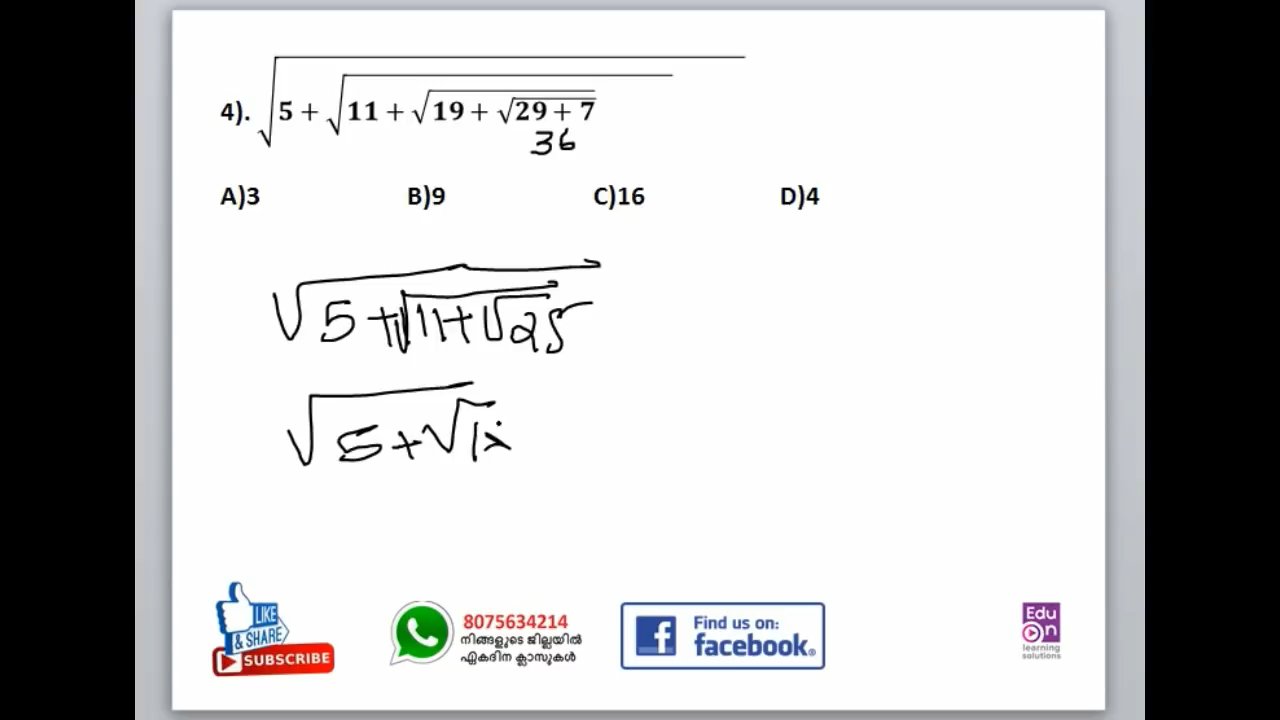 4). √5 + √11 + √19 + √29 + 7
36
A)3 B)9 C)16 D)4
√5+√11+√25
√5+√1
LIKE
& SHARE
SUBSCRIBE
8075634214
നിങ്ങളുടെ ജില്ലയിൽ
ഏകദിന ക്ലാസുകൾ
f Find us on:
facebook®
Edu
On
learning
solutions